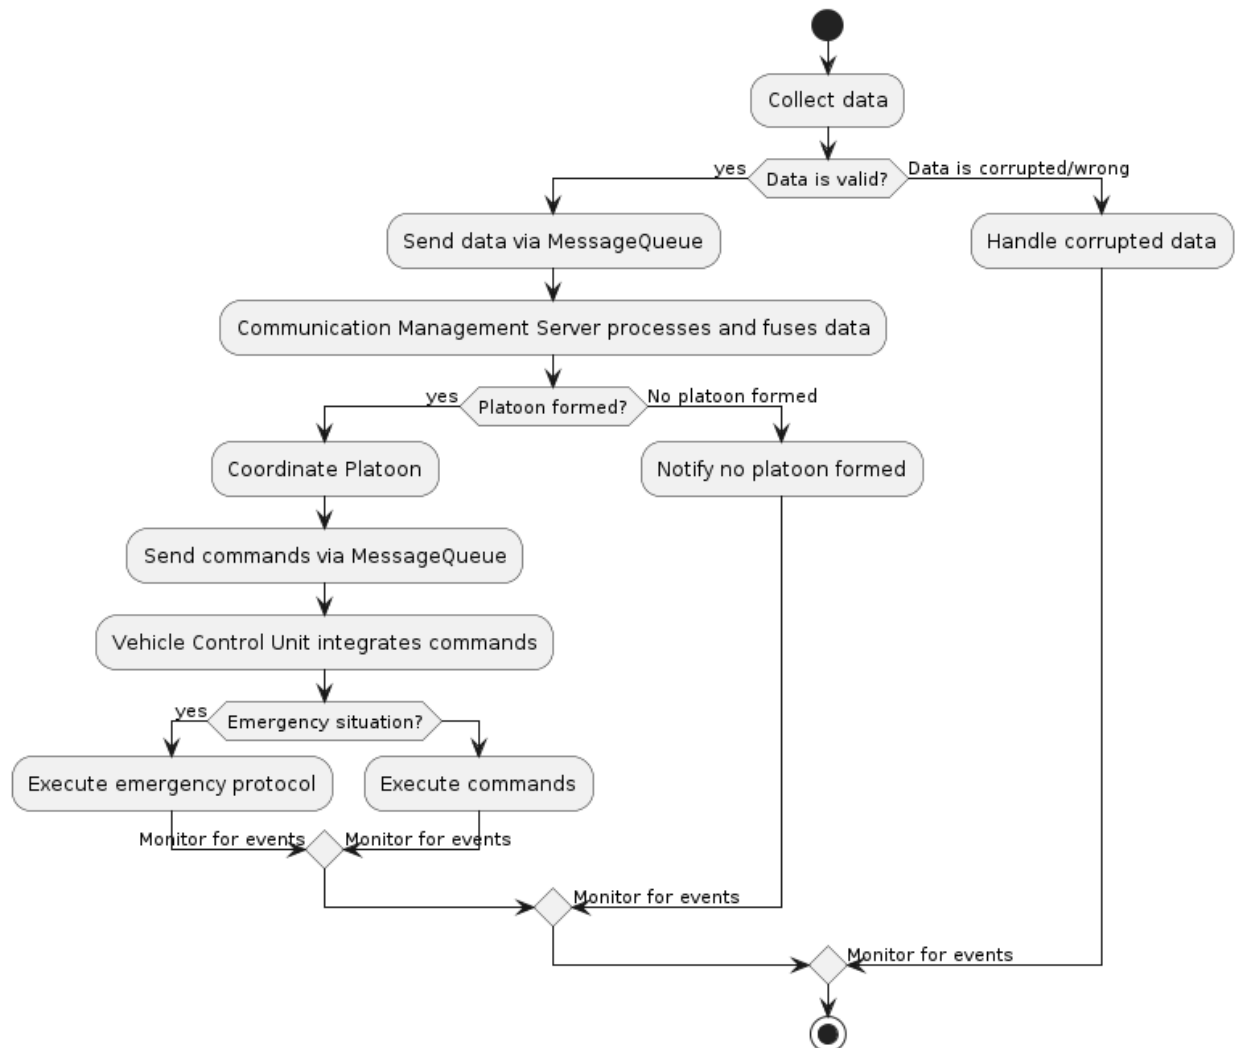 Collect data
yes
Data is valid?
Data is corrupted/wrong
Send data via MessageQueue
Handle corrupted data
Communication Management Server processes and fuses data
yes
Platoon formed?
No platoon formed
Coordinate Platoon
Notify no platoon formed
Send commands via MessageQueue
Vehicle Control Unit integrates commands
yes
Emergency situation?
Execute emergency protocol
Execute commands
Monitor for events
Monitor for events
Monitor for events
Monitor for events